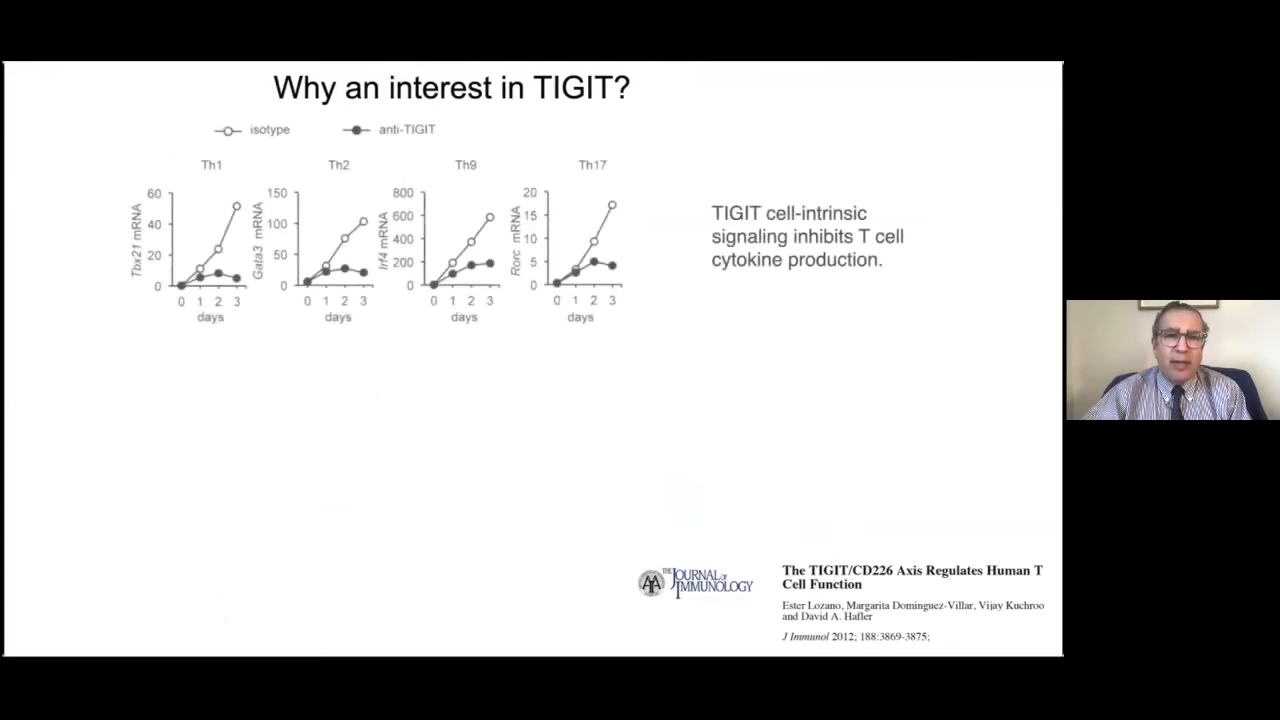 Why an interest in TIGIT?
isotype anti-TIGIT
Th1 Th2 Th9 Th17
Tbx21 mRNA
60
40
20
0
0 1 2 3
days
Gata3 mRNA
150
100
50
0
0 1 2 3
days
Irf4 mRNA
800
600
400
200
0
0 1 2 3
days
Rorc mRNA
20
15
10
5
0
0 1 2 3
days
TIGIT cell-intrinsic
signaling inhibits T cell
cytokine production.
THE JOURNAL OF
IMMUNOLOGY
The TIGIT/CD226 Axis Regulates Human T
Cell Function
Ester Lozano, Margarita Dominguez-Villar, Vijay Kuchroo
and David A. Hafler
J Immunol 2012; 188:3869-3875;